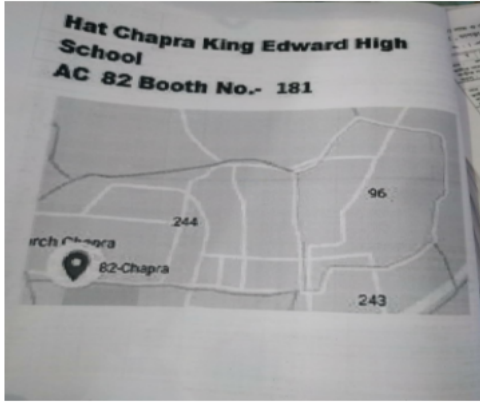 Hat Chapra King Edward High
School
AC 82 Booth No.- 181
96
244
82-Chapra
243